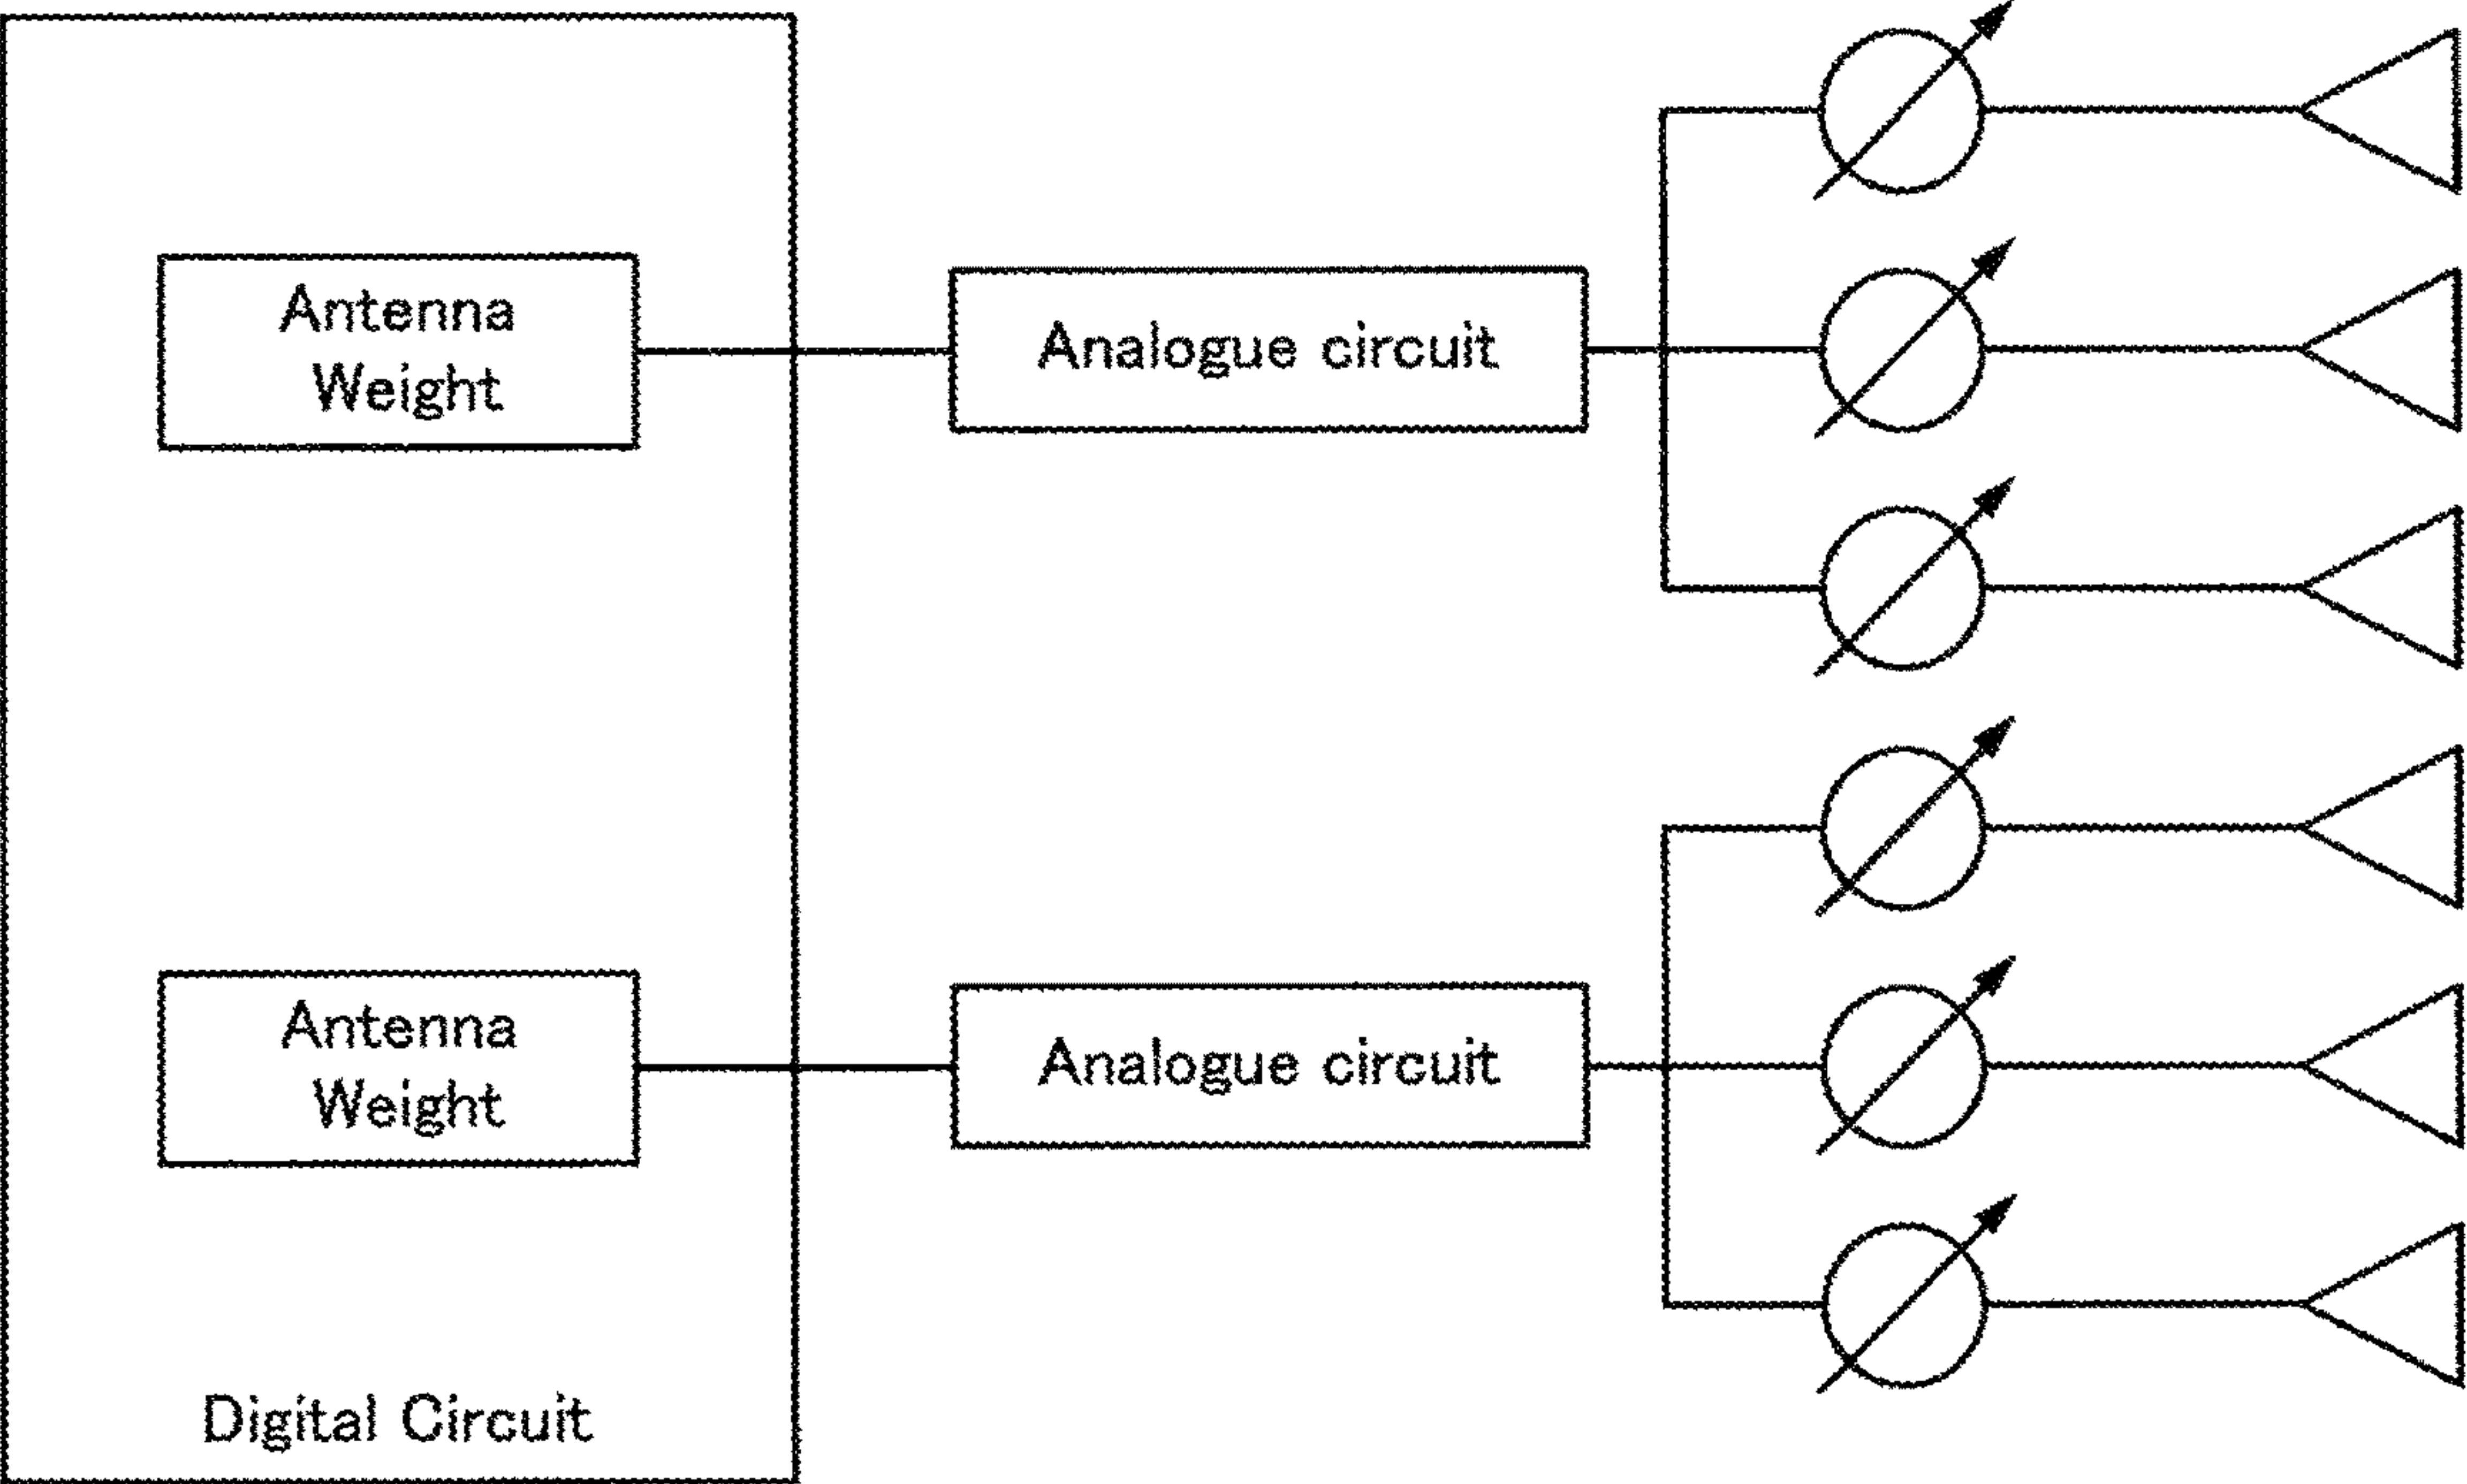 Antenna
Weight
Analogue circuit
Antenna
Weight
Analogue circuit
Digital Circuit